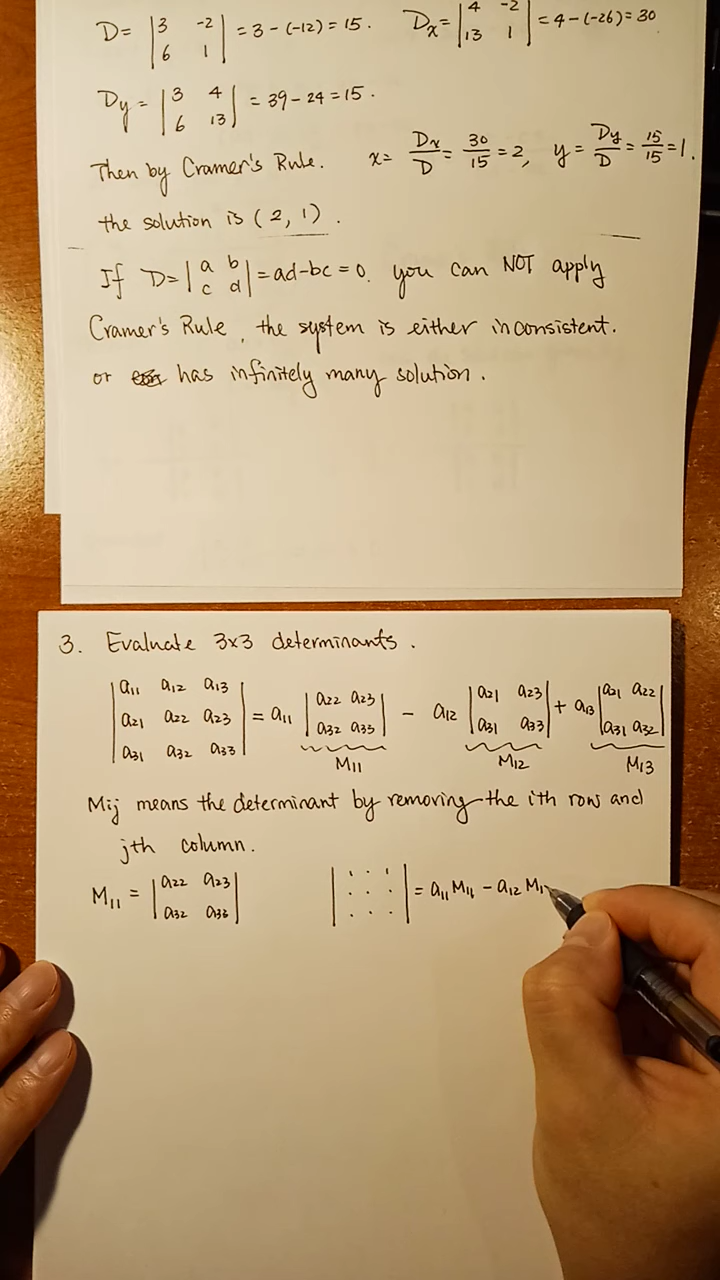 D = | 3 -2 ; 6 1 | = 3 - (-12) = 15. Dx = | 4 -2 ; 13 1 | = 4 - (-26) = 30
Dy = | 3 4 ; 6 13 | = 39 - 24 = 15.
Then by Cramer's Rule. x = Dx/D = 30/15 = 2, y = Dy/D = 15/15 = 1.
the solution is (2, 1).
If D = | a b ; c d | = ad - bc = 0. you can NOT apply
Cramer's Rule, the system is either inconsistent.
or has infinitely many solution.
3. Evaluate 3x3 determinants.
| a11 a12 a13 ; a21 a22 a23 ; a31 a32 a33 | = a11 | a22 a23 ; a32 a33 | - a12 | a21 a23 ; a31 a33 | + a13 | a21 a22 ; a31 a32 |
M11 M12 M13
Mij means the determinant by removing the ith row and
jth column.
M11 = | a22 a23 ; a32 a33 | | . . . ; . . . ; . . . | = a11 M11 - a12 M1